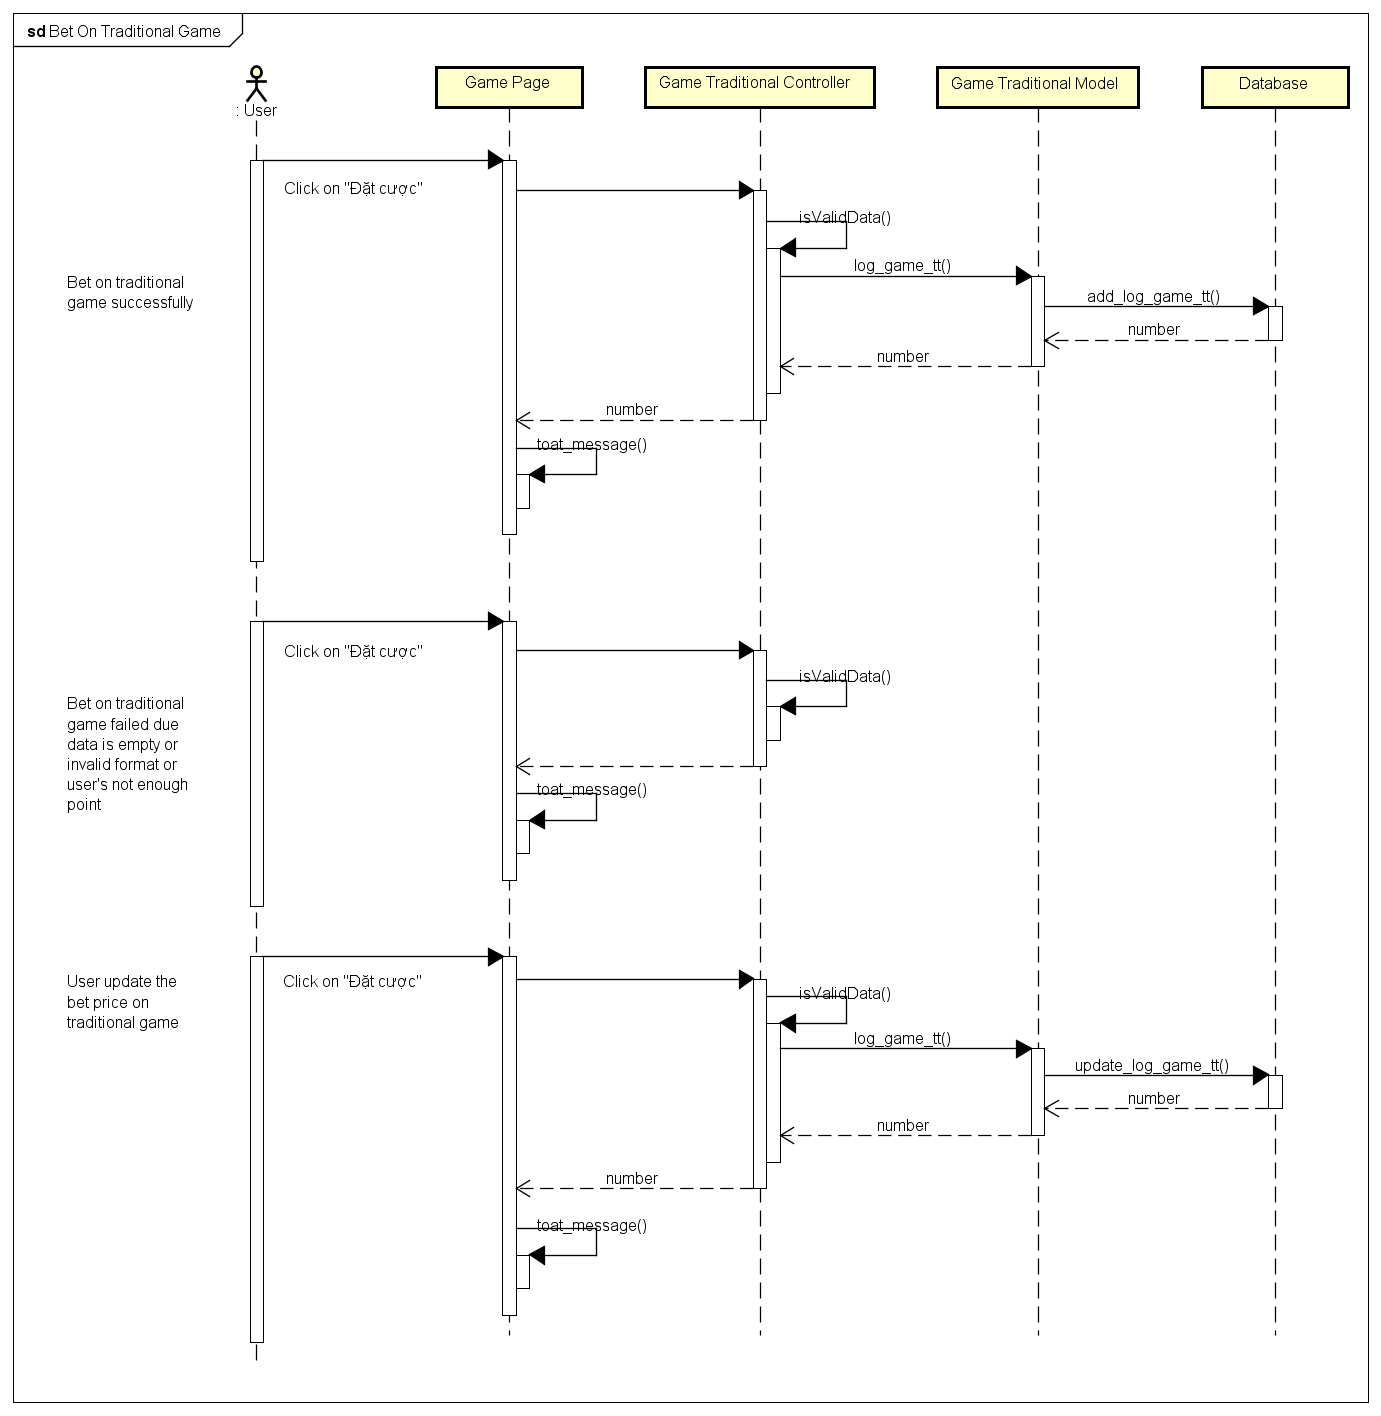 sd Bet On Traditional Game
: User
Game Page
Game Traditional Controller
Game Traditional Model
Database
Click on "Đặt cược"
isValidData()
log_game_tt()
Bet on traditional
game successfully
add_log_game_tt()
number
number
number
toat_message()
Click on "Đặt cược"
isValidData()
Bet on traditional
game failed due
data is empty or
invalid format or
user's not enough
point
toat_message()
User update the
bet price on
traditional game
Click on "Đặt cược"
isValidData()
log_game_tt()
update_log_game_tt()
number
number
number
toat_message()